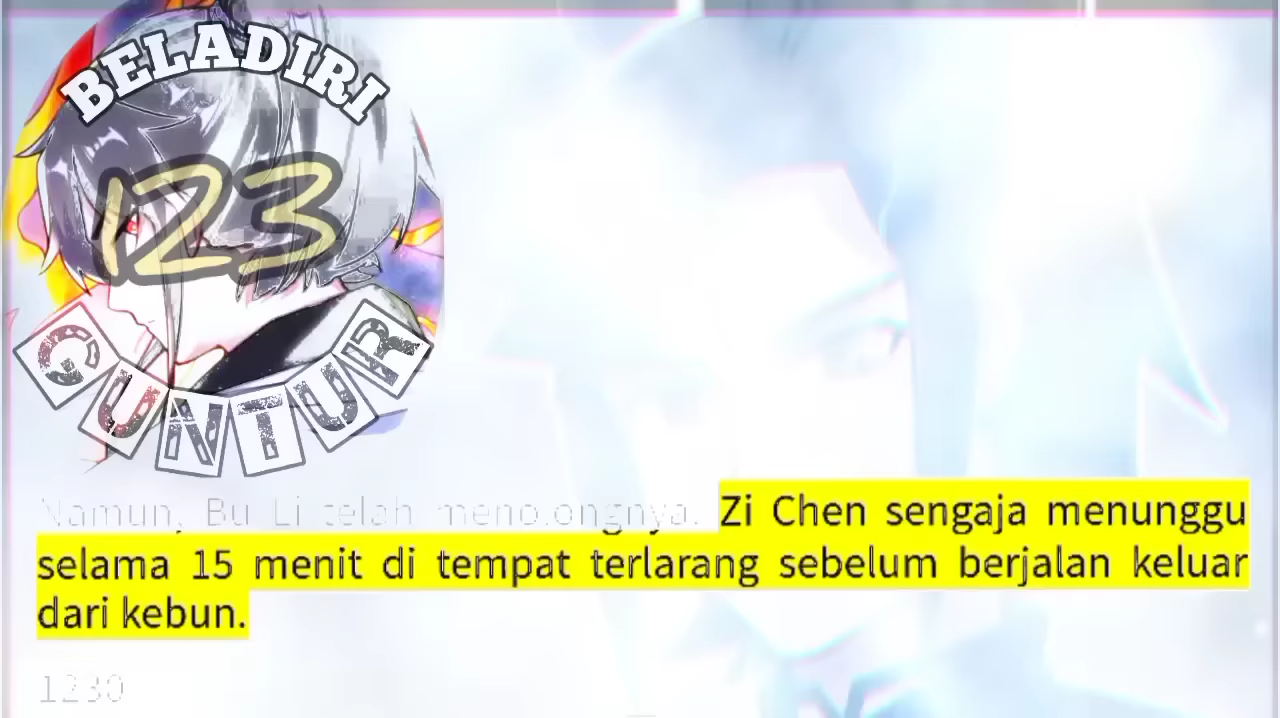 BELADIRI
123
GUNTUR
Namun, Bu Li telah menolongnya. Zi Chen sengaja menunggu
selama 15 menit di tempat terlarang sebelum berjalan keluar
dari kebun.
1230